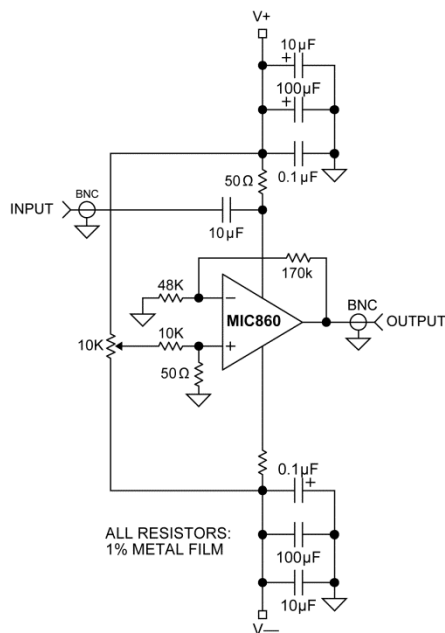 V+
10µF
+
100µF
+
0.1µF
50Ω
BNC
INPUT
10µF
170k
48K
−
MIC860
BNC
OUTPUT
10K
10K
+
50Ω
0.1µF
+
ALL RESISTORS:
1% METAL FILM
100µF
10µF
V—